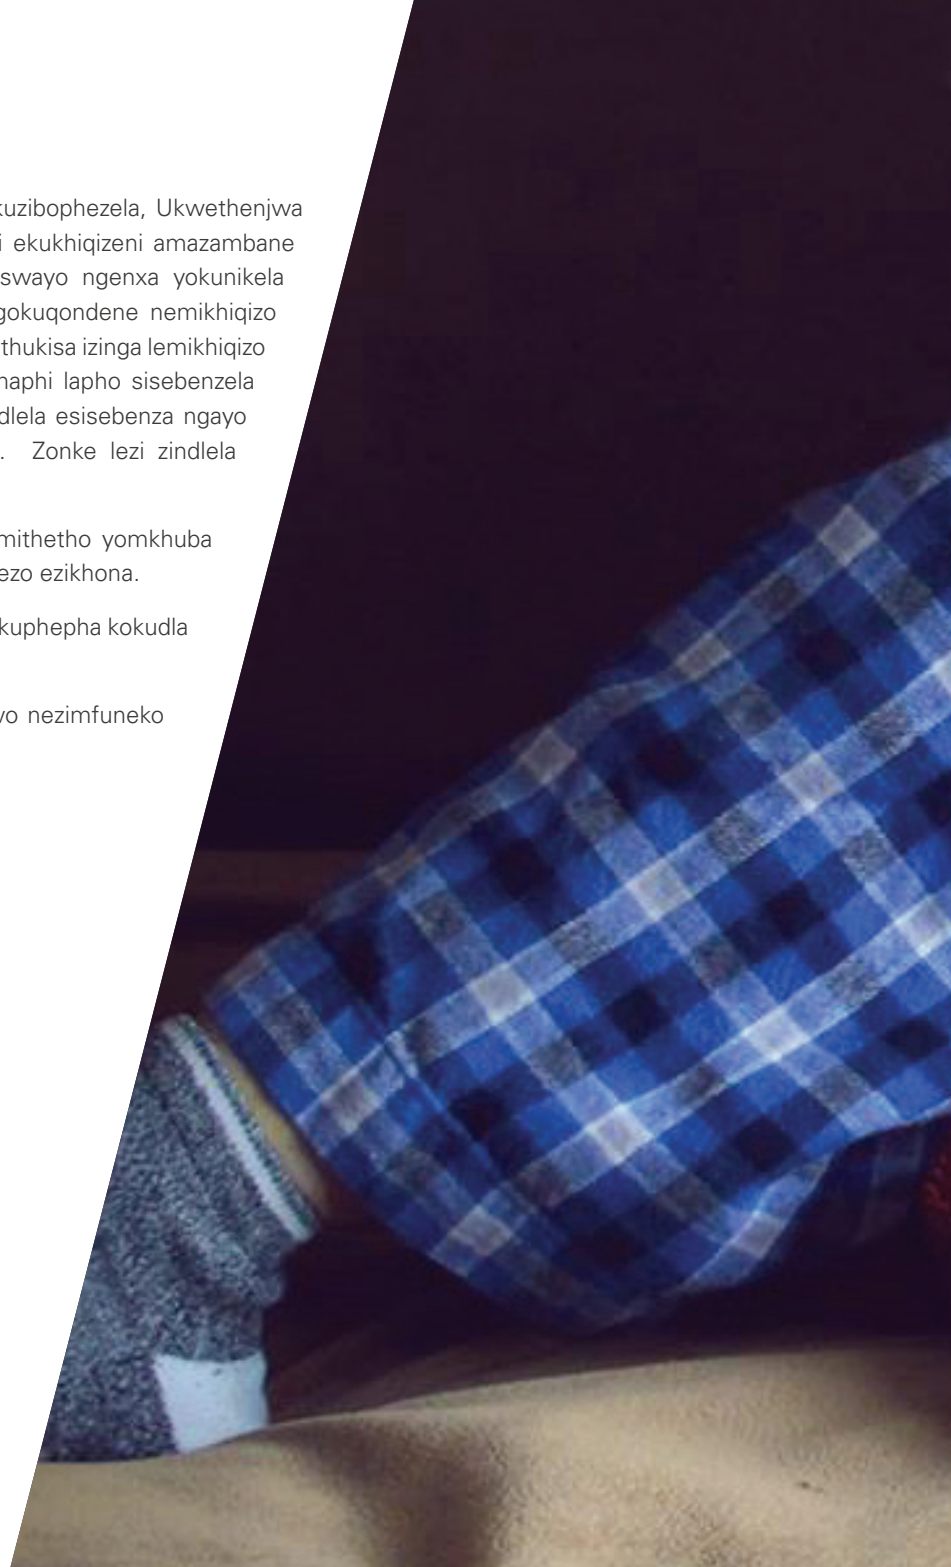 kuzibophezela, Ukwethenjwa
i ekukhiqizeni amazambane
swayo ngenxa yokunikela
gokuqondene nemikhiqizo
thukisa izinga lemikhiqizo
naphi lapho sisebenzela
dlela esisebenza ngayo
. Zonke lezi zindlela
mithetho yomkhuba
ezo ezikhona.
kuphepha kokudla
yo nezimfuneko